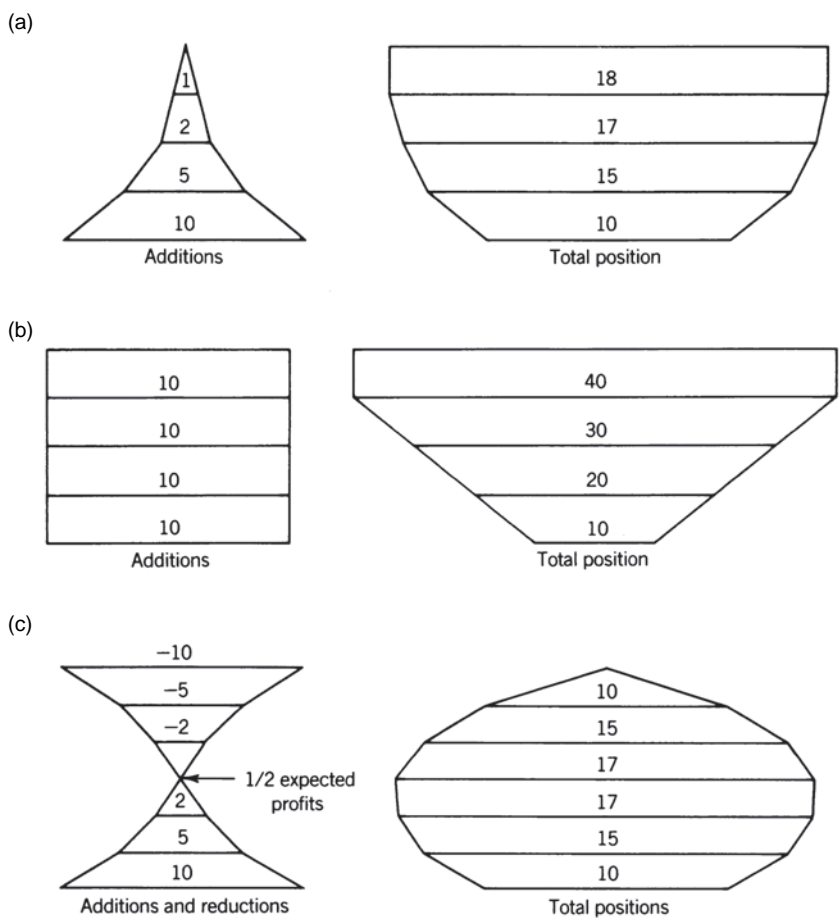 (a)
1
2
5
10
Additions
18
17
15
10
Total position
(b)
10
10
10
10
Additions
40
30
20
10
Total position
(c)
−10
−5
−2
1/2 expected
profits
2
5
10
Additions and reductions
10
15
17
17
15
10
Total positions